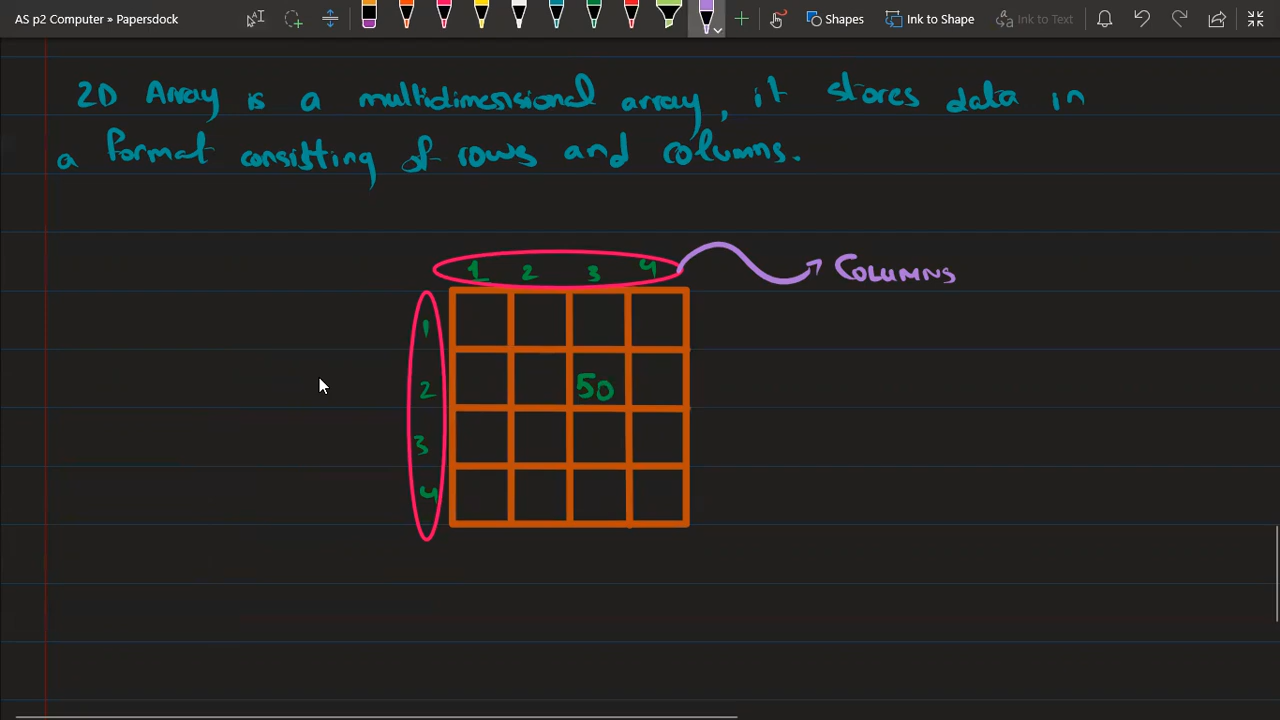 AS p2 Computer » Papersdock
Shapes
Ink to Shape
Ink to Text
2D Array is a multidimensional array, it stores data in
a format consisting of rows and columns.
1 2 3 4
COLUMNS
1
2
50
3
4